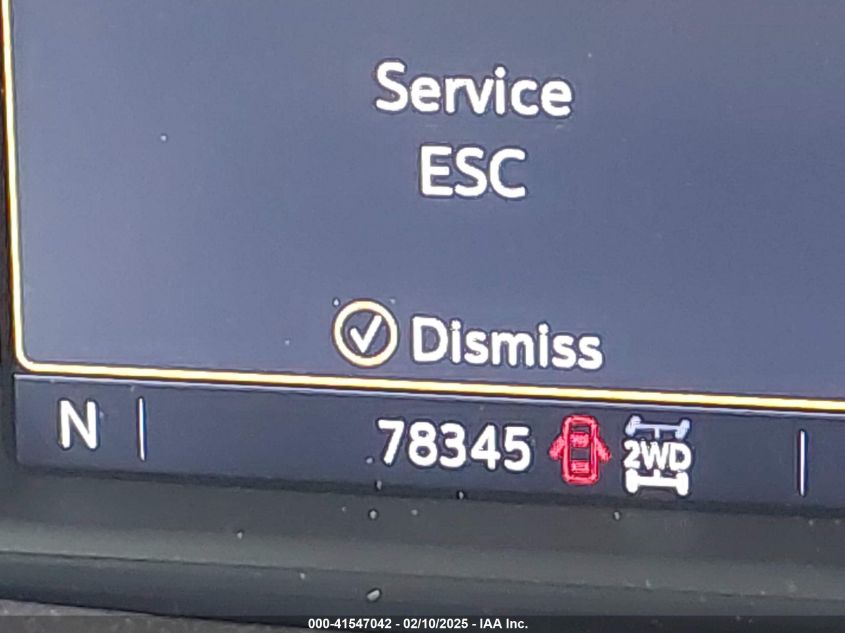 Service
ESC
Dismiss
N 78345 2WD
000-41547042 - 02/10/2025 - IAA Inc.